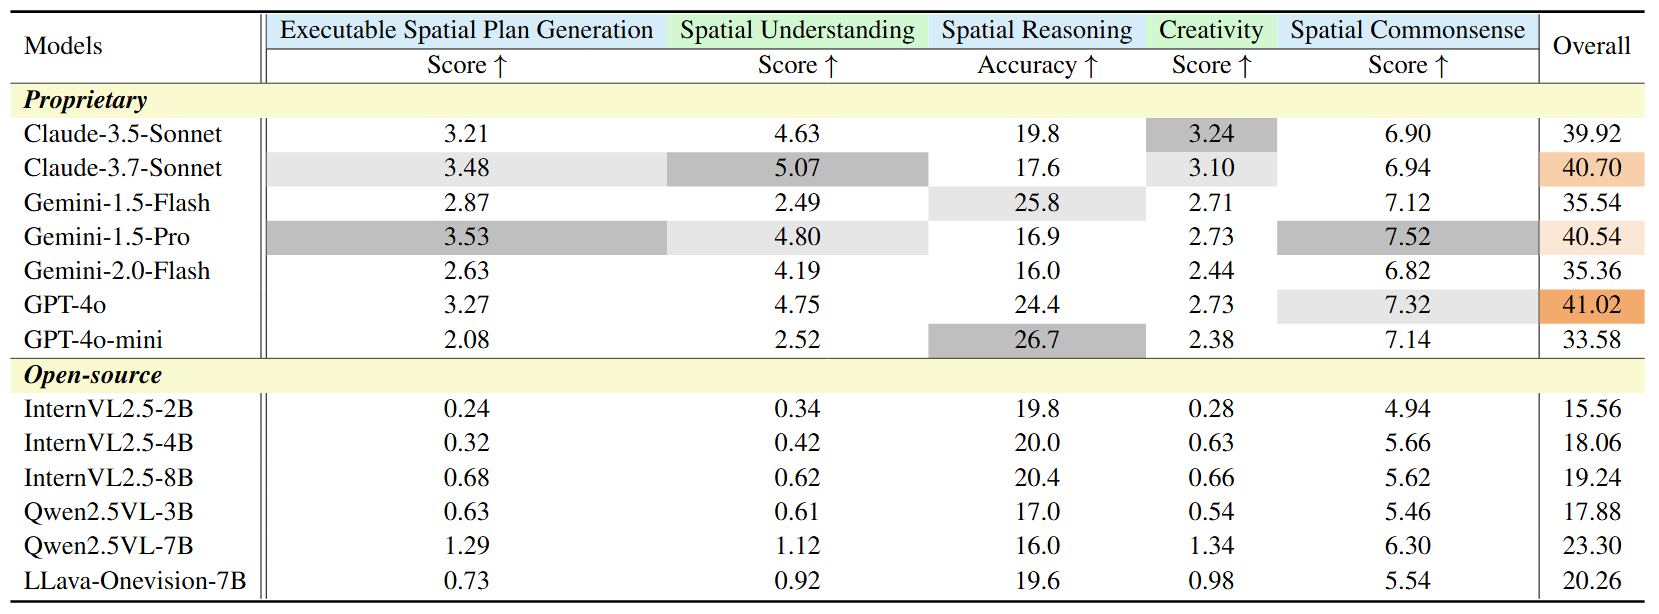 Models Executable Spatial Plan Generation Spatial Understanding Spatial Reasoning Creativity Spatial Commonsense Overall
Score ↑ Score ↑ Accuracy ↑ Score ↑ Score ↑
Proprietary
Claude-3.5-Sonnet 3.21 4.63 19.8 3.24 6.90 39.92
Claude-3.7-Sonnet 3.48 5.07 17.6 3.10 6.94 40.70
Gemini-1.5-Flash 2.87 2.49 25.8 2.71 7.12 35.54
Gemini-1.5-Pro 3.53 4.80 16.9 2.73 7.52 40.54
Gemini-2.0-Flash 2.63 4.19 16.0 2.44 6.82 35.36
GPT-4o 3.27 4.75 24.4 2.73 7.32 41.02
GPT-4o-mini 2.08 2.52 26.7 2.38 7.14 33.58
Open-source
InternVL2.5-2B 0.24 0.34 19.8 0.28 4.94 15.56
InternVL2.5-4B 0.32 0.42 20.0 0.63 5.66 18.06
InternVL2.5-8B 0.68 0.62 20.4 0.66 5.62 19.24
Qwen2.5VL-3B 0.63 0.61 17.0 0.54 5.46 17.88
Qwen2.5VL-7B 1.29 1.12 16.0 1.34 6.30 23.30
LLava-Onevision-7B 0.73 0.92 19.6 0.98 5.54 20.26